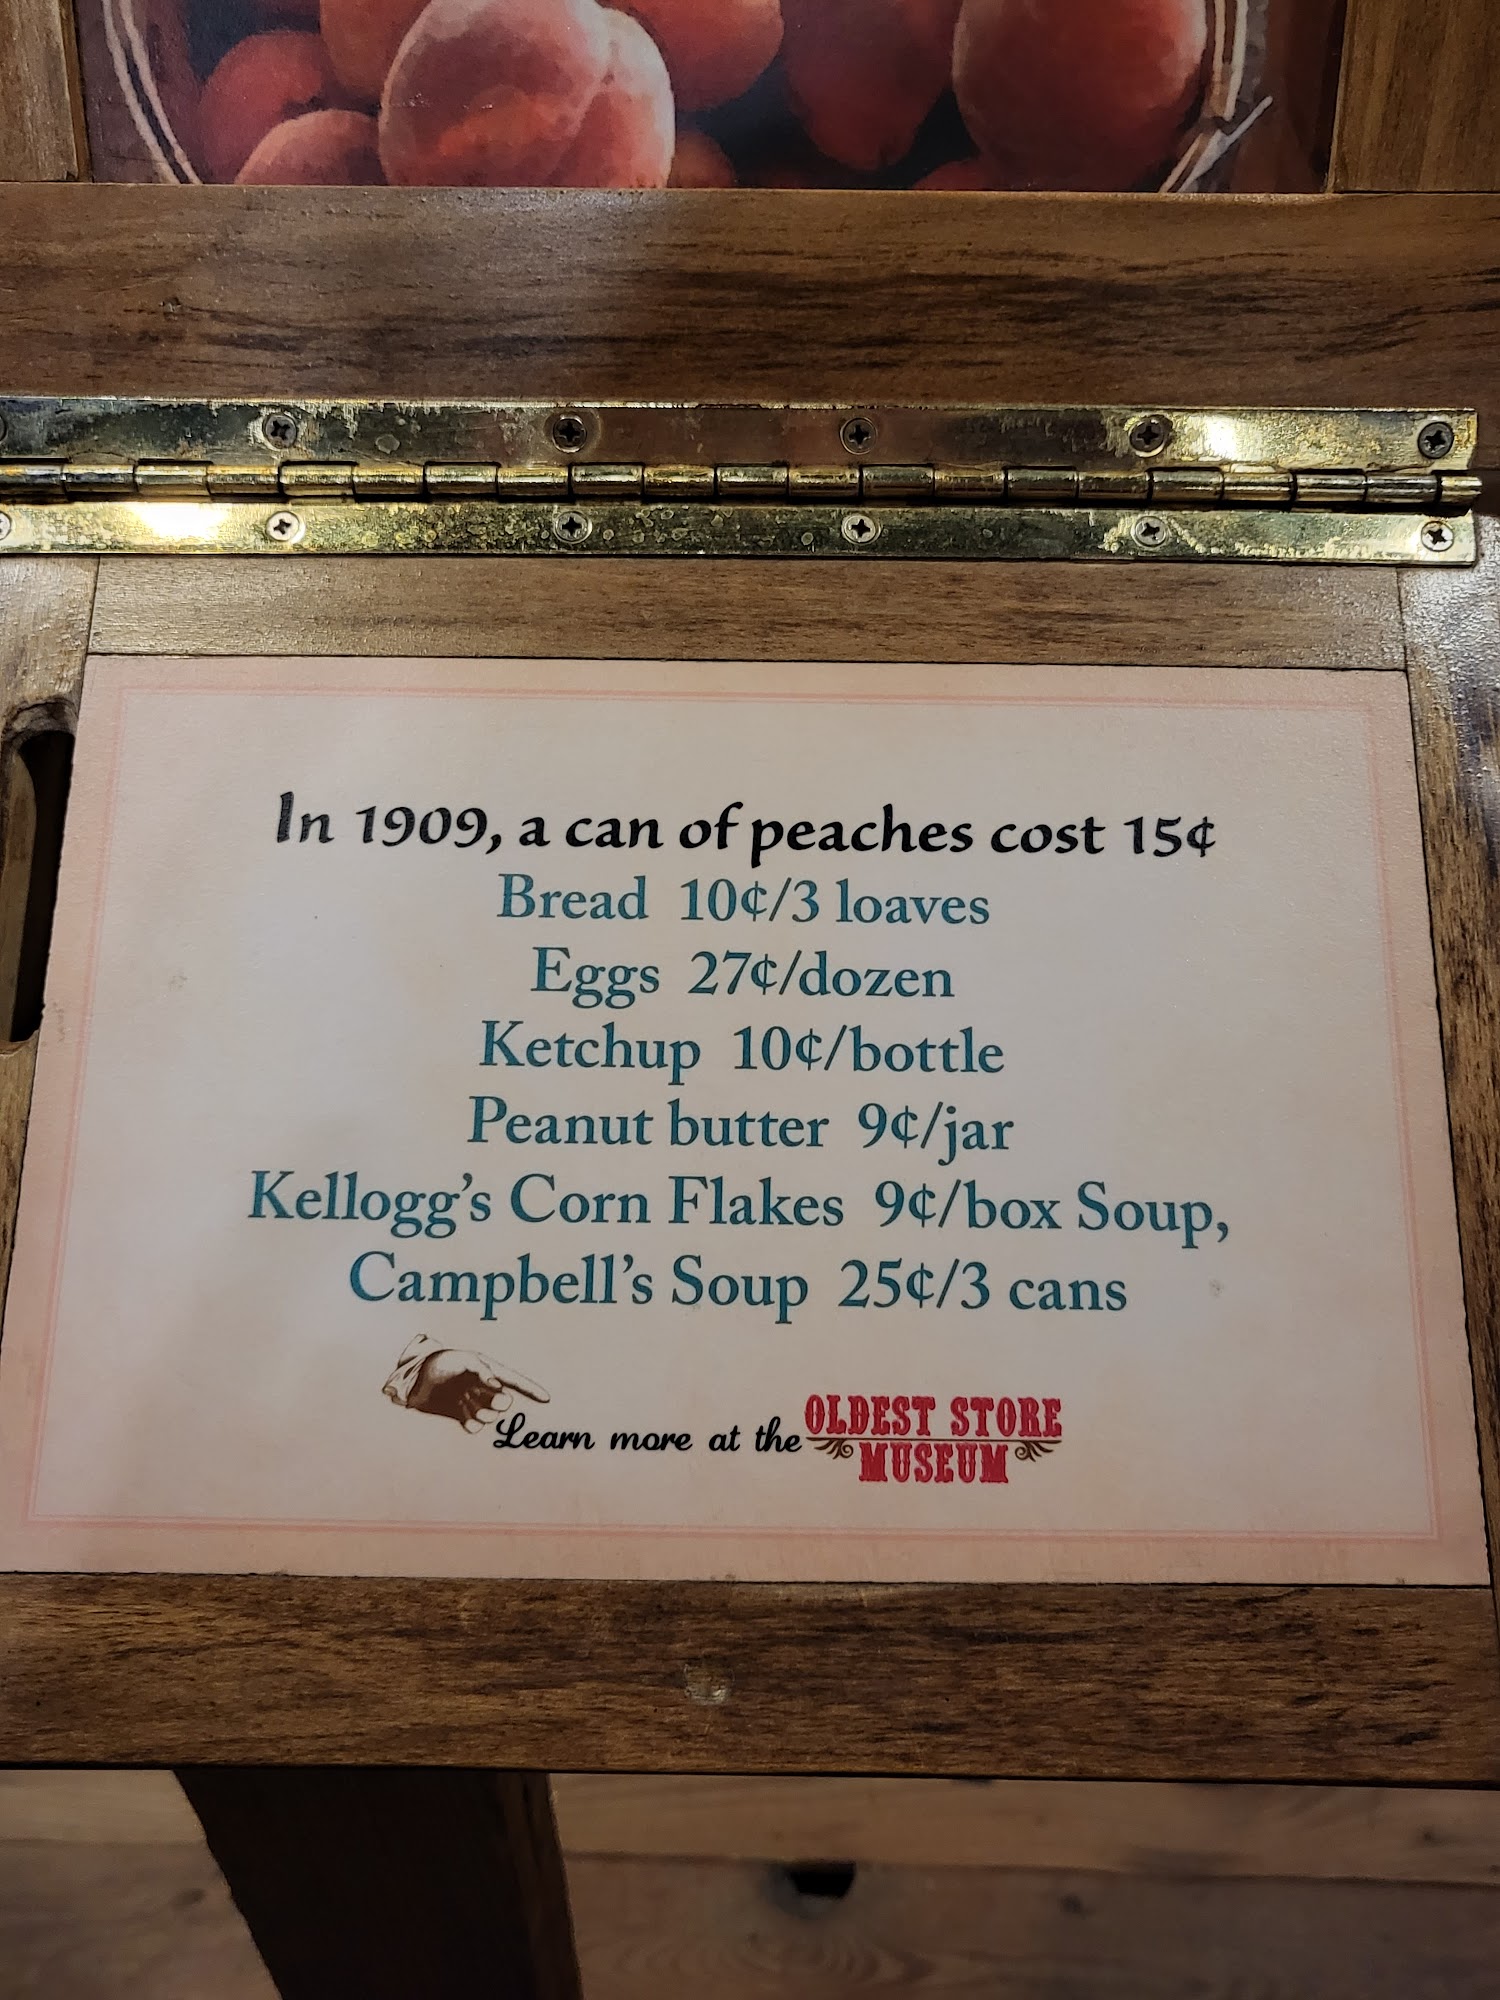 In 1909, a can of peaches cost 15¢
Bread 10¢/3 loaves
Eggs 27¢/dozen
Ketchup 10¢/bottle
Peanut butter 9¢/jar
Kellogg's Corn Flakes 9¢/box Soup,
Campbell's Soup 25¢/3 cans
Learn more at the OLDEST STORE
MUSEUM